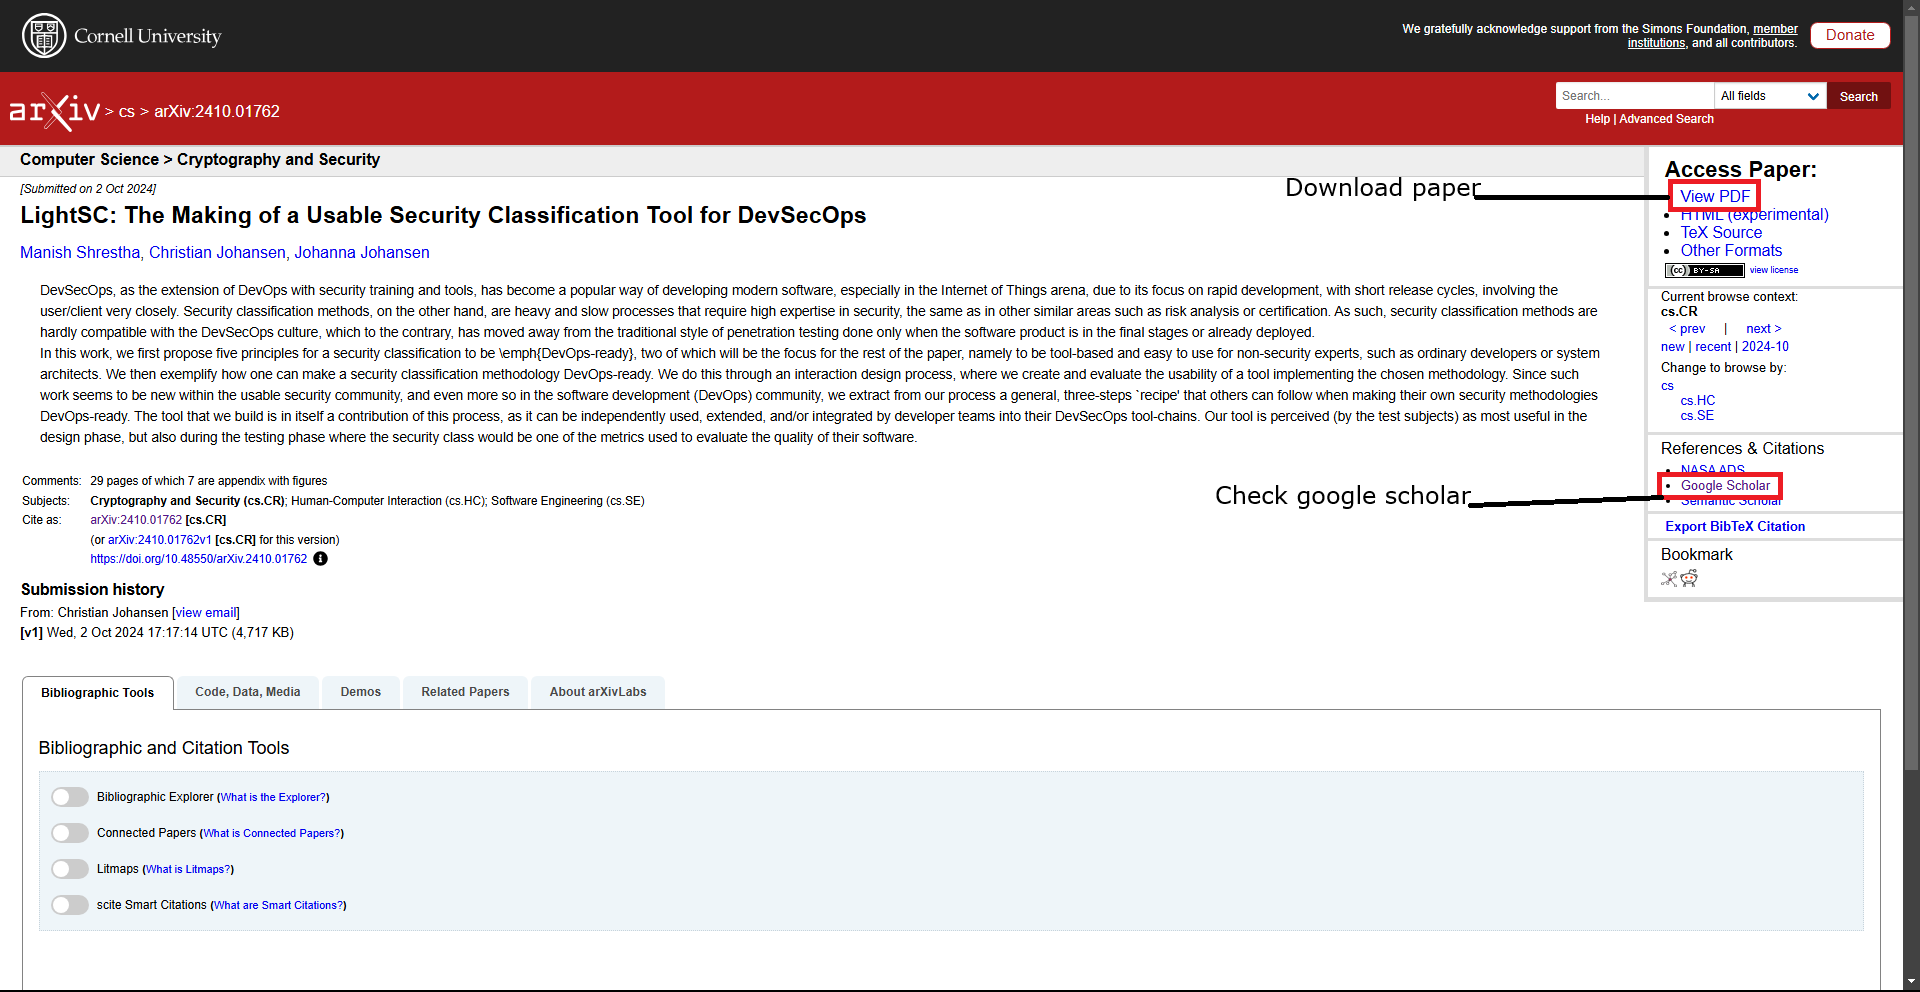 Cornell University
We gratefully acknowledge support from the Simons Foundation, member
institutions, and all contributors.
Donate
arXiv > cs > arXiv:2410.01762
Search...
All fields
Search
Help | Advanced Search
Computer Science > Cryptography and Security
[Submitted on 2 Oct 2024]
LightSC: The Making of a Usable Security Classification Tool for DevSecOps
Manish Shrestha, Christian Johansen, Johanna Johansen
DevSecOps, as the extension of DevOps with security training and tools, has become a popular way of developing modern software, especially in the Internet of Things arena, due to its focus on rapid development, with short release cycles, involving the
user/client very closely. Security classification methods, on the other hand, are heavy and slow processes that require high expertise in security, the same as in other similar areas such as risk analysis or certification. As such, security classification methods are
hardly compatible with the DevSecOps culture, which to the contrary, has moved away from the traditional style of penetration testing done only when the software product is in the final stages or already deployed.
In this work, we first propose five principles for a security classification to be \emph{DevOps-ready}, two of which will be the focus for the rest of the paper, namely to be tool-based and easy to use for non-security experts, such as ordinary developers or system
architects. We then exemplify how one can make a security classification methodology DevOps-ready. We do this through an interaction design process, where we create and evaluate the usability of a tool implementing the chosen methodology. Since such
work seems to be new within the usable security community, and even more so in the software development (DevOps) community, we extract from our process a general, three-steps `recipe' that others can follow when making their own security methodologies
DevOps-ready. The tool that we build is in itself a contribution of this process, as it can be independently used, extended, and/or integrated by developer teams into their DevSecOps tool-chains. Our tool is perceived (by the test subjects) as most useful in the
design phase, but also during the testing phase where the security class would be one of the metrics used to evaluate the quality of their software.
Comments: 29 pages of which 7 are appendix with figures
Subjects: Cryptography and Security (cs.CR); Human-Computer Interaction (cs.HC); Software Engineering (cs.SE)
Cite as: arXiv:2410.01762 [cs.CR]
(or arXiv:2410.01762v1 [cs.CR] for this version)
https://doi.org/10.48550/arXiv.2410.01762
Submission history
From: Christian Johansen [view email]
[v1] Wed, 2 Oct 2024 17:17:14 UTC (4,717 KB)
Download paper
Check google scholar
Access Paper:
View PDF
HTML (experimental)
TeX Source
Other Formats
(cc) BY-SA view license
Current browse context:
cs.CR
< prev | next >
new | recent | 2024-10
Change to browse by:
cs
cs.HC
cs.SE
References & Citations
NASA ADS
Google Scholar
Semantic Scholar
Export BibTeX Citation
Bookmark
Bibliographic Tools
Code, Data, Media
Demos
Related Papers
About arXivLabs
Bibliographic and Citation Tools
Bibliographic Explorer (What is the Explorer?)
Connected Papers (What is Connected Papers?)
Litmaps (What is Litmaps?)
scite Smart Citations (What are Smart Citations?)